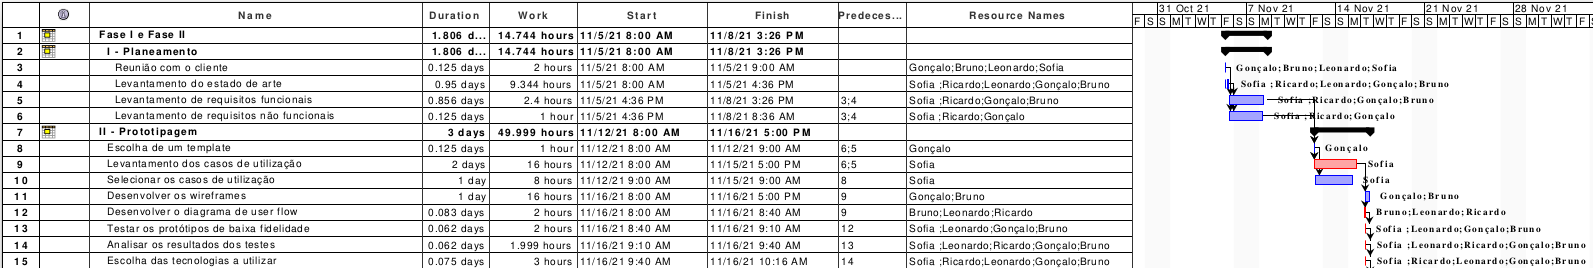 Name Duration Work Start Finish Predeces... Resource Names 31 Oct 21 7 Nov 21 14 Nov 21 21 Nov 21 28 Nov 21
F S S M T W T F S S M T W T F S S M T W T F S S M T W T F S S M T W T F
1 Fase I e Fase II 1.806 d... 14.744 hours 11/5/21 8:00 AM 11/8/21 3:26 PM
2 I - Planeamento 1.806 d... 14.744 hours 11/5/21 8:00 AM 11/8/21 3:26 PM
3 Reunião com o cliente 0.125 days 2 hours 11/5/21 8:00 AM 11/5/21 9:00 AM Gonçalo;Bruno;Leonardo;Sofia Gonçalo;Bruno;Leonardo;Sofia
4 Levantamento do estado de arte 0.95 days 9.344 hours 11/5/21 8:00 AM 11/5/21 4:36 PM Sofia ;Ricardo;Leonardo;Gonçalo;Bruno Sofia ;Ricardo;Leonardo;Gonçalo;Bruno
5 Levantamento de requisitos funcionais 0.856 days 2.4 hours 11/5/21 4:36 PM 11/8/21 3:26 PM 3;4 Sofia ;Ricardo;Gonçalo;Bruno Sofia ;Ricardo;Gonçalo;Bruno
6 Levantamento de requisitos não funcionais 0.125 days 1 hour 11/5/21 4:36 PM 11/8/21 8:36 AM 3;4 Sofia ;Ricardo;Gonçalo Sofia ;Ricardo;Gonçalo
7 II - Prototipagem 3 days 49.999 hours 11/12/21 8:00 AM 11/16/21 5:00 PM
8 Escolha de um template 0.125 days 1 hour 11/12/21 8:00 AM 11/12/21 9:00 AM 6;5 Gonçalo Gonçalo
9 Levantamento dos casos de utilização 2 days 16 hours 11/12/21 8:00 AM 11/15/21 5:00 PM 6;5 Sofia Sofia
10 Selecionar os casos de utilização 1 day 8 hours 11/12/21 9:00 AM 11/15/21 9:00 AM 8 Sofia Sofia
11 Desenvolver os wireframes 1 day 16 hours 11/16/21 8:00 AM 11/16/21 5:00 PM 9 Gonçalo;Bruno Gonçalo;Bruno
12 Desenvolver o diagrama de user flow 0.083 days 2 hours 11/16/21 8:00 AM 11/16/21 8:40 AM 9 Bruno;Leonardo;Ricardo Bruno;Leonardo;Ricardo
13 Testar os protótipos de baixa fidelidade 0.062 days 2 hours 11/16/21 8:40 AM 11/16/21 9:10 AM 12 Sofia ;Leonardo;Gonçalo;Bruno Sofia ;Leonardo;Gonçalo;Bruno
14 Analisar os resultados dos testes 0.062 days 1.999 hours 11/16/21 9:10 AM 11/16/21 9:40 AM 13 Sofia ;Leonardo;Ricardo;Gonçalo;Bruno Sofia ;Leonardo;Ricardo;Gonçalo;Bruno
15 Escolha das tecnologias a utilizar 0.075 days 3 hours 11/16/21 9:40 AM 11/16/21 10:16 AM 14 Sofia ;Ricardo;Leonardo;Gonçalo;Bruno Sofia ;Ricardo;Leonardo;Gonçalo;Bruno